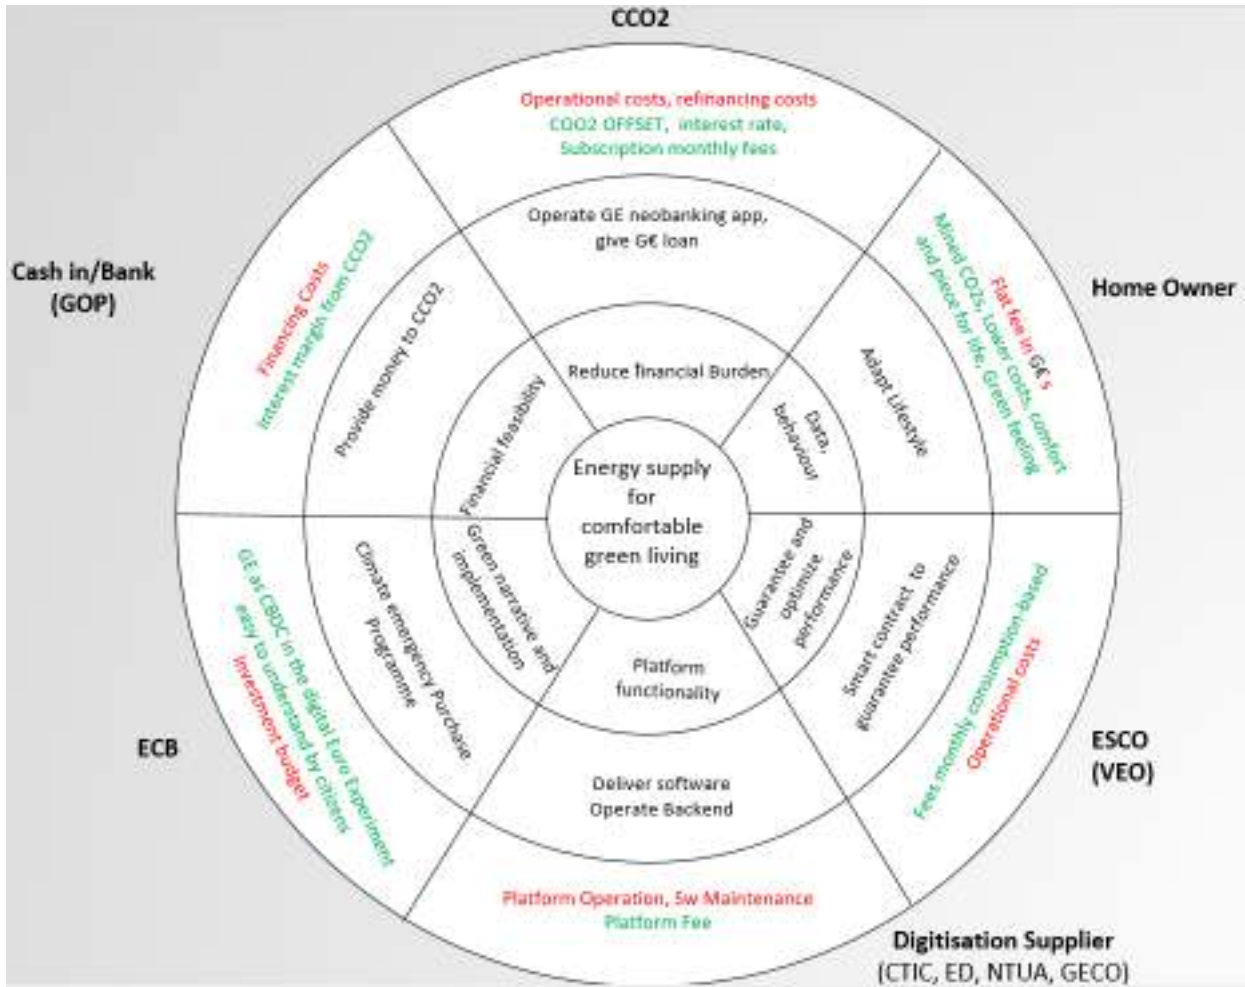 CCO2
Operational costs, refinancing costs
COO2 OFFSET, interest rate,
Subscription monthly fees
Operate GE neobanking app,
give G€ loan
Reduce financial Burden
Cash in/Bank
(GOP)
Financing Costs
Interest margin from CCO2
Provide money to CCO2
Financial feasibility
Home Owner
Flat fee in G€ s
Mined CO2s, Lower costs, comfort
and piece for life, Green feeling
Adapt Lifestyle
Data,
behaviour
Energy supply
for
comfortable
green living
ECB
GE as CBDC in the digital Euro Experiment
easy to understand by citizens
investment budget
Climate emergency Purchase
Programme
Green narrative and
implementation
Guarantee and
optimize
performance
Smart contract to
guarantee performance
Fees monthly consumption-based
Operational costs
ESCO
(VEO)
Platform
functionality
Deliver software
Operate Backend
Platform Operation, Sw Maintenance
Platform Fee
Digitisation Supplier
(CTIC, ED, NTUA, GECO)